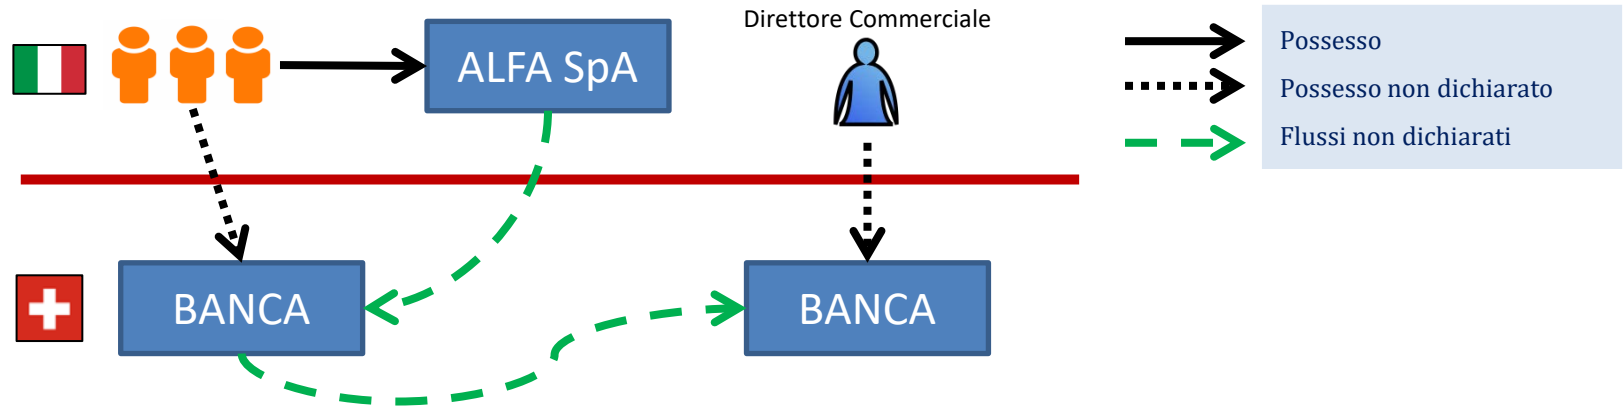 Direttore Commerciale
ALFA SpA
Possesso
Possesso non dichiarato
Flussi non dichiarati
BANCA
BANCA